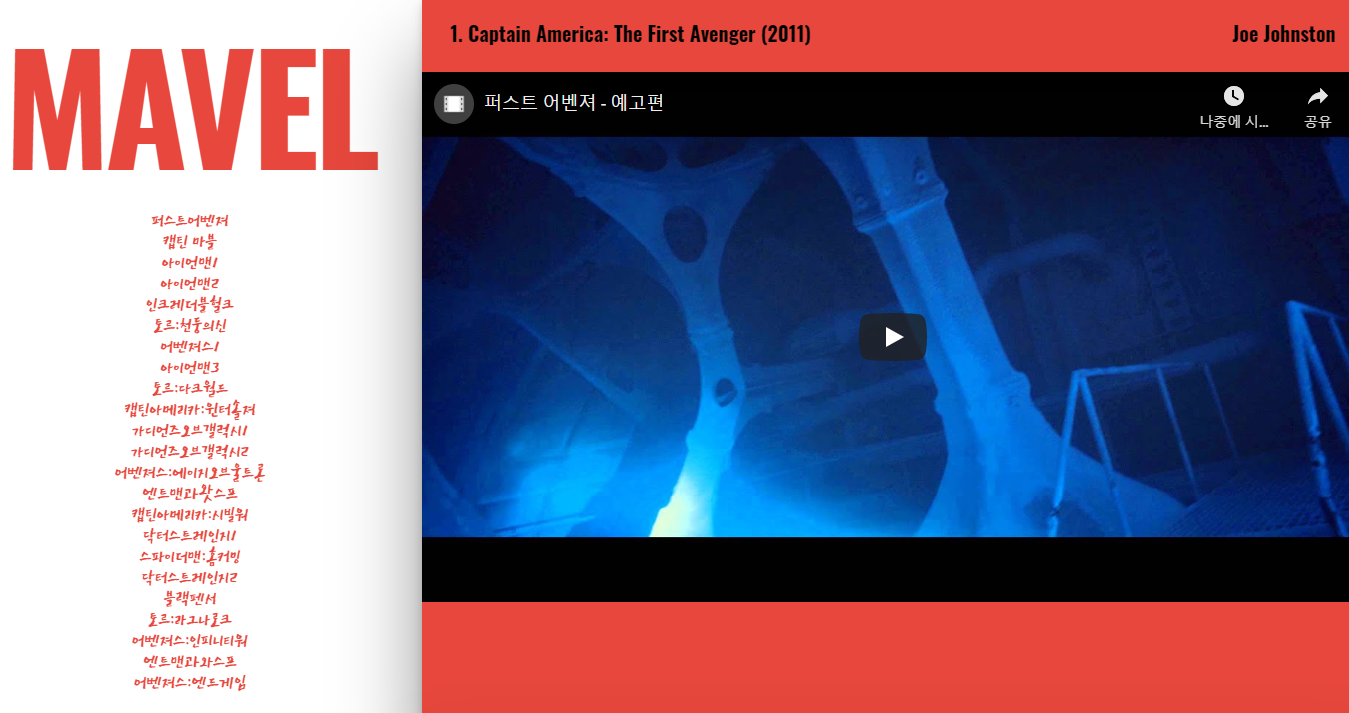 MAVEL
퍼스트어벤져
캡틴 마블
아이언맨1
아이언맨2
인크레더블헐크
토르:천둥의신
어벤져스1
아이언맨3
토르:다크월드
캡틴아메리카:윈터솔져
가디언즈오브갤럭시1
가디언즈오브갤럭시2
어벤져스:에이지오브울트론
엔트맨과왓스프
캡틴아메리카:시빌워
닥터스트레인지1
스파이더맨:홈커밍
닥터스트레인지2
블랙펜서
토르:라그나로크
어벤져스:인피니티워
엔트맨과와스프
어벤져스:엔드게임
1. Captain America: The First Avenger (2011)
Joe Johnston
퍼스트 어벤져 - 예고편
나중에 시...
공유